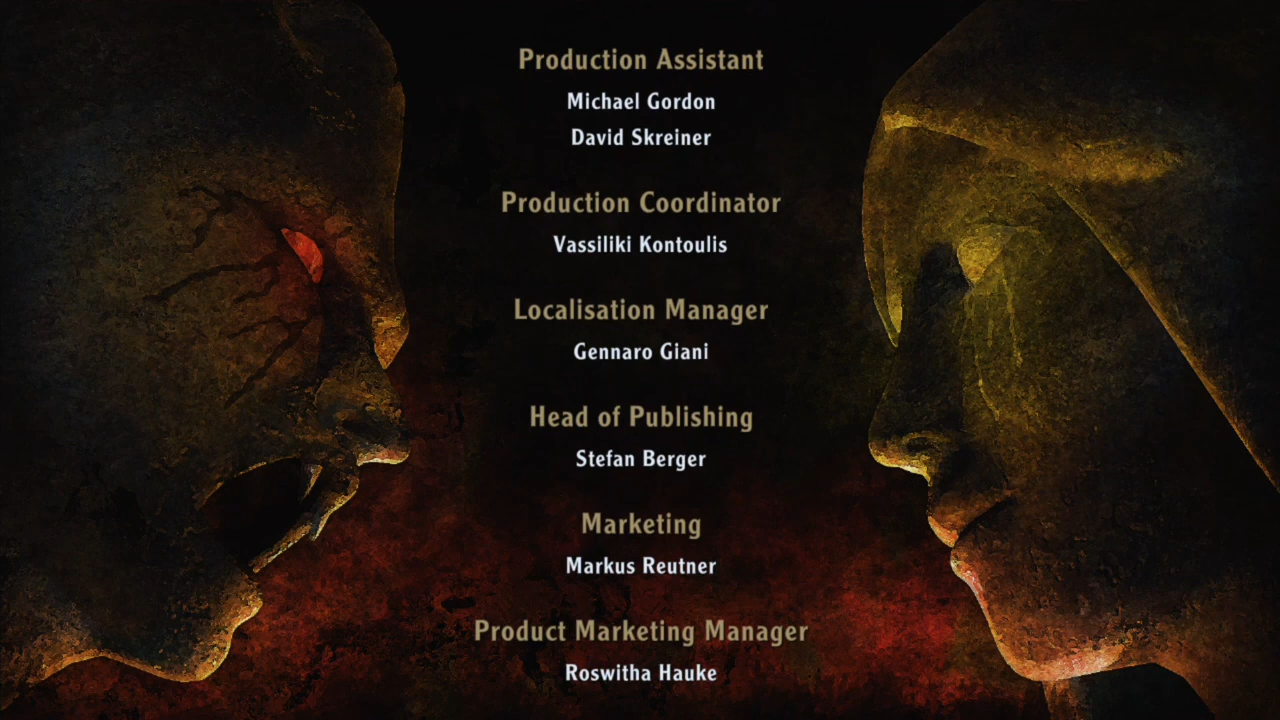 Production Assistant
Michael Gordon
David Skreiner
Production Coordinator
Vassiliki Kontoulis
Localisation Manager
Gennaro Giani
Head of Publishing
Stefan Berger
Marketing
Markus Reutner
Product Marketing Manager
Roswitha Hauke